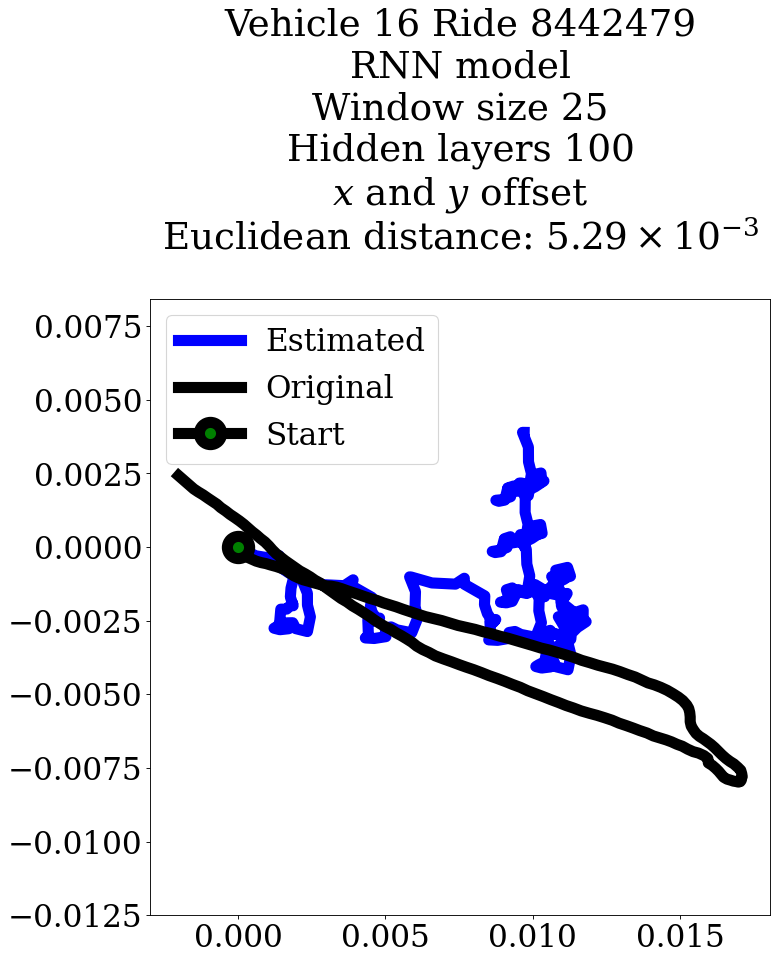 Vehicle 16 Ride 8442479
RNN model
Window size 25
Hidden layers 100
x and y offset
Euclidean distance: 5.29 × 10⁻³
Estimated
Original
Start
0.0075
0.0050
0.0025
0.0000
−0.0025
−0.0050
−0.0075
−0.0100
−0.0125
0.000 0.005 0.010 0.015